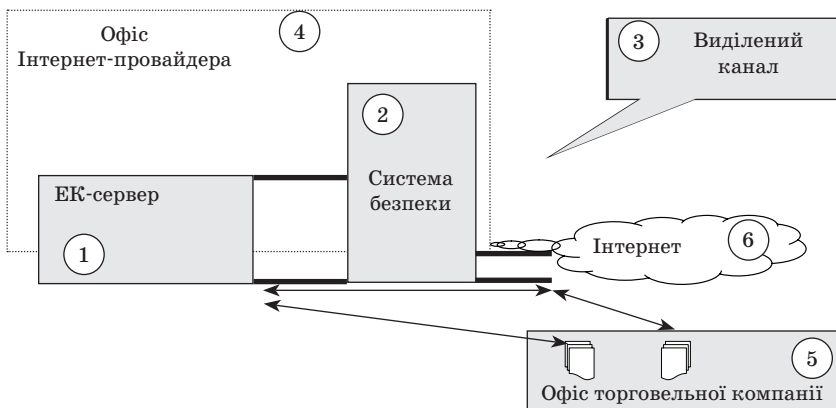 Офіс
Інтернет-провайдера
4
3
Виділений
канал
2
Система
безпеки
ЕК-сервер
1
Інтернет
6
5
Офіс торговельної компанії